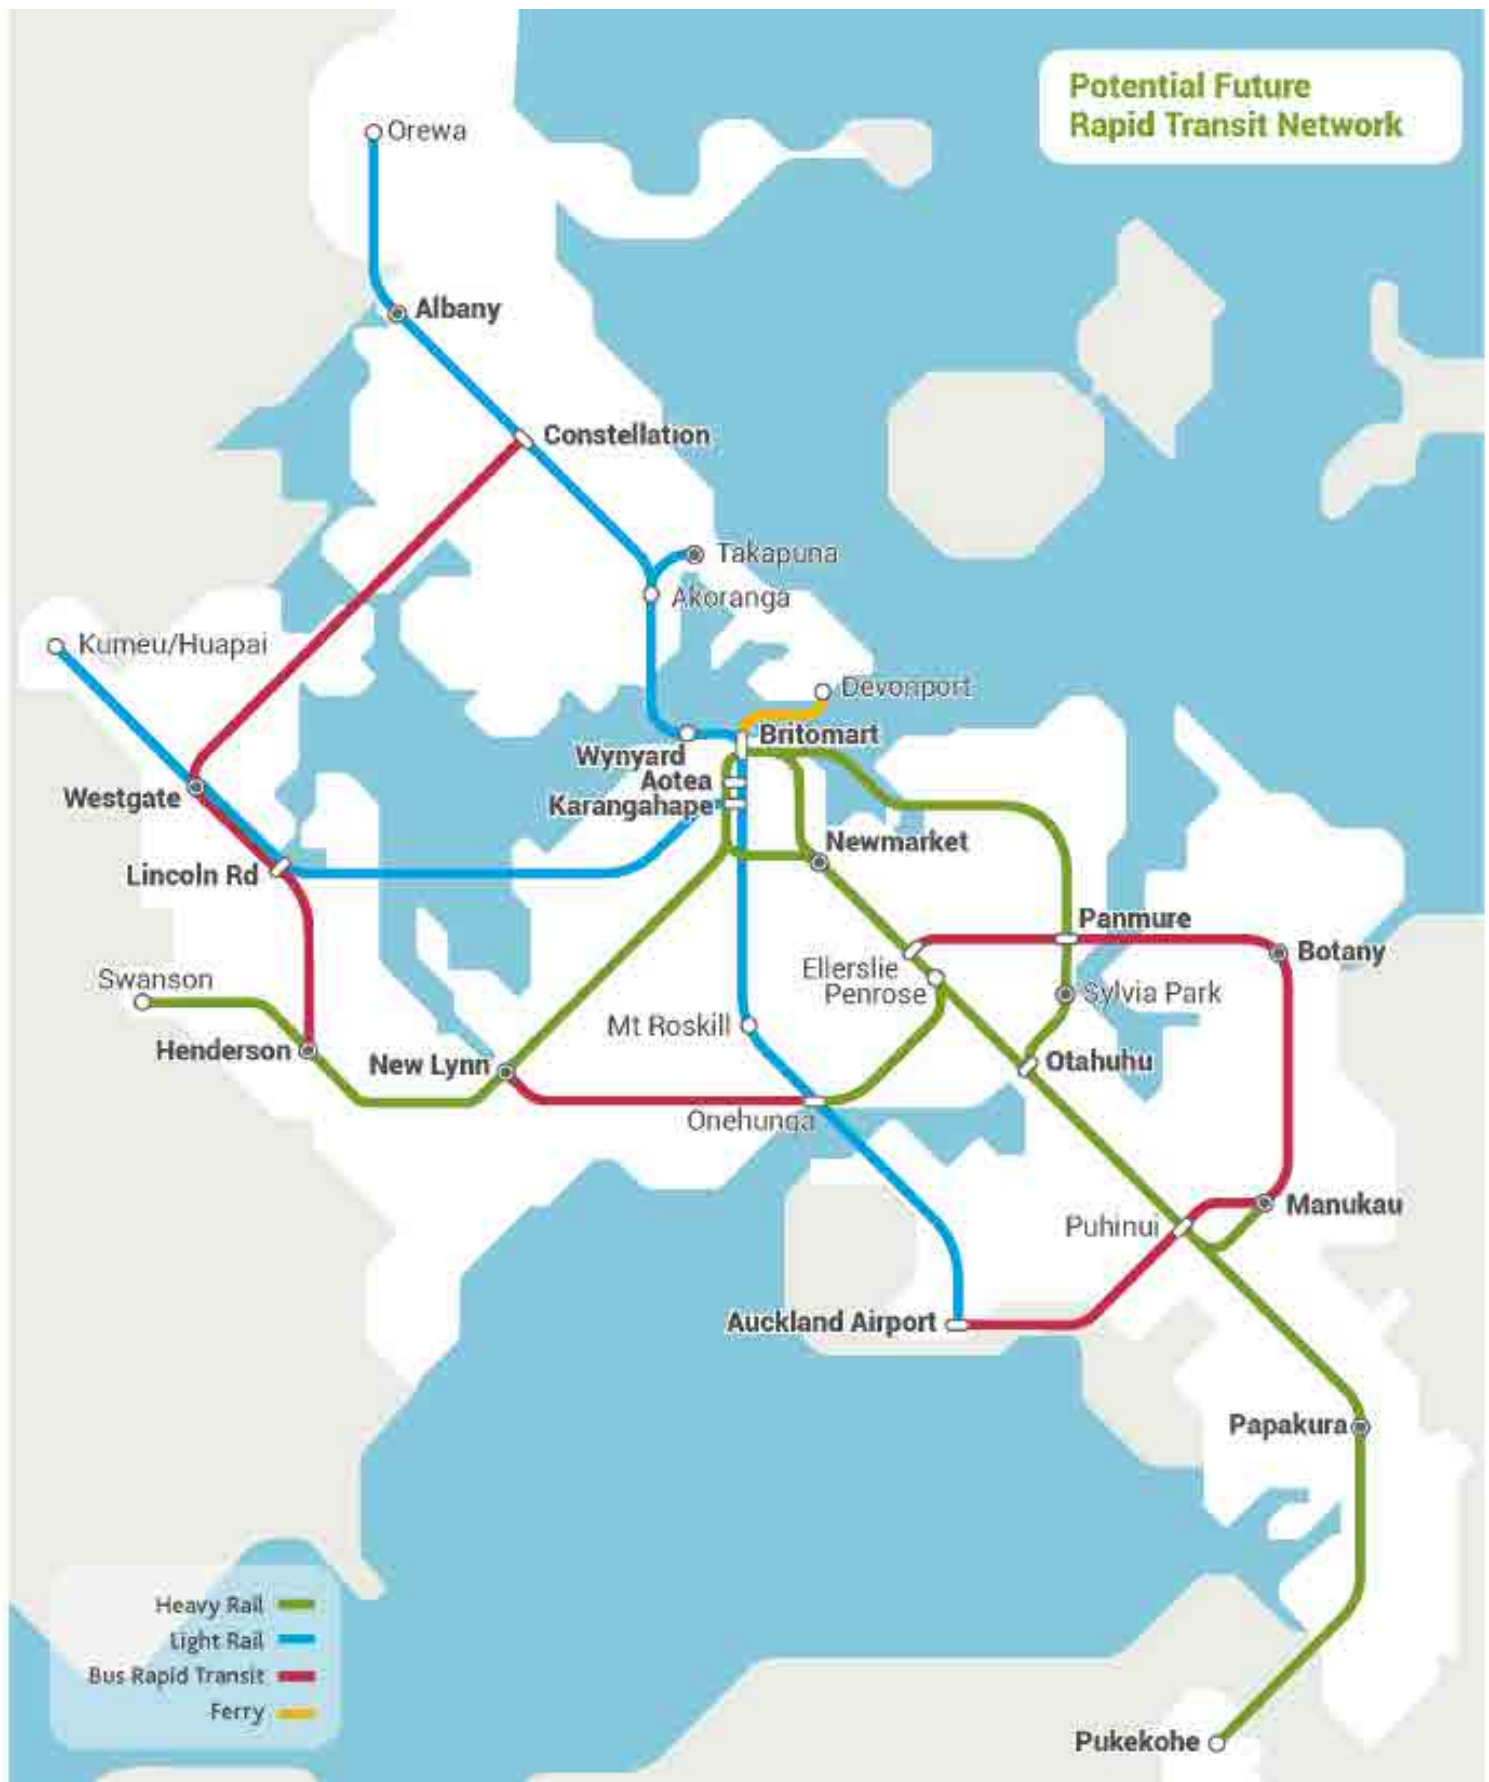 Potential Future
Rapid Transit Network
Orewa
Albany
Constellation
Takapuna
Akoranga
Kumeu/Huapai
Devonport
Britomart
Wynyard
Aotea
Karangahape
Westgate
Newmarket
Lincoln Rd
Panmure
Botany
Ellerslie
Swanson
Penrose
Sylvia Park
Mt Roskill
Henderson
New Lynn
Otahuhu
Onehunga
Manukau
Puhinui
Auckland Airport
Papakura
Heavy Rail
Light Rail
Bus Rapid Transit
Ferry
Pukekohe